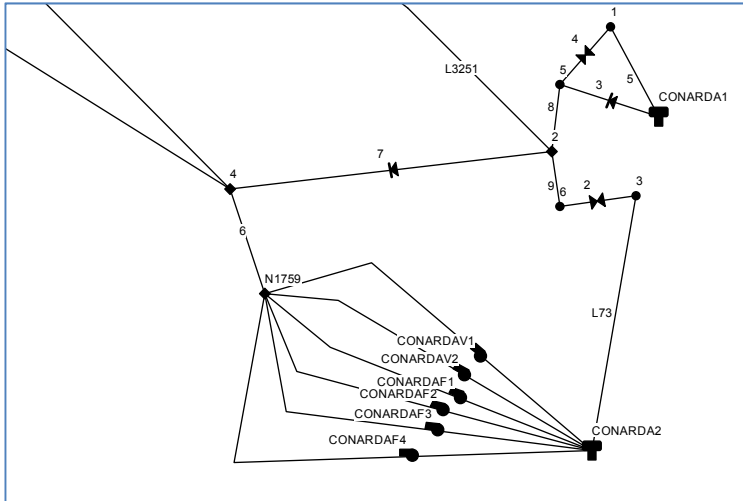 1
4
L3251
5
3
5
CONARDA1
8
2
7
4
9
6
2
3
6
N1759
L73
CONARDAV1
CONARDAV2
CONARDAF1
CONARDAF2
CONARDAF3
CONARDA2
CONARDAF4